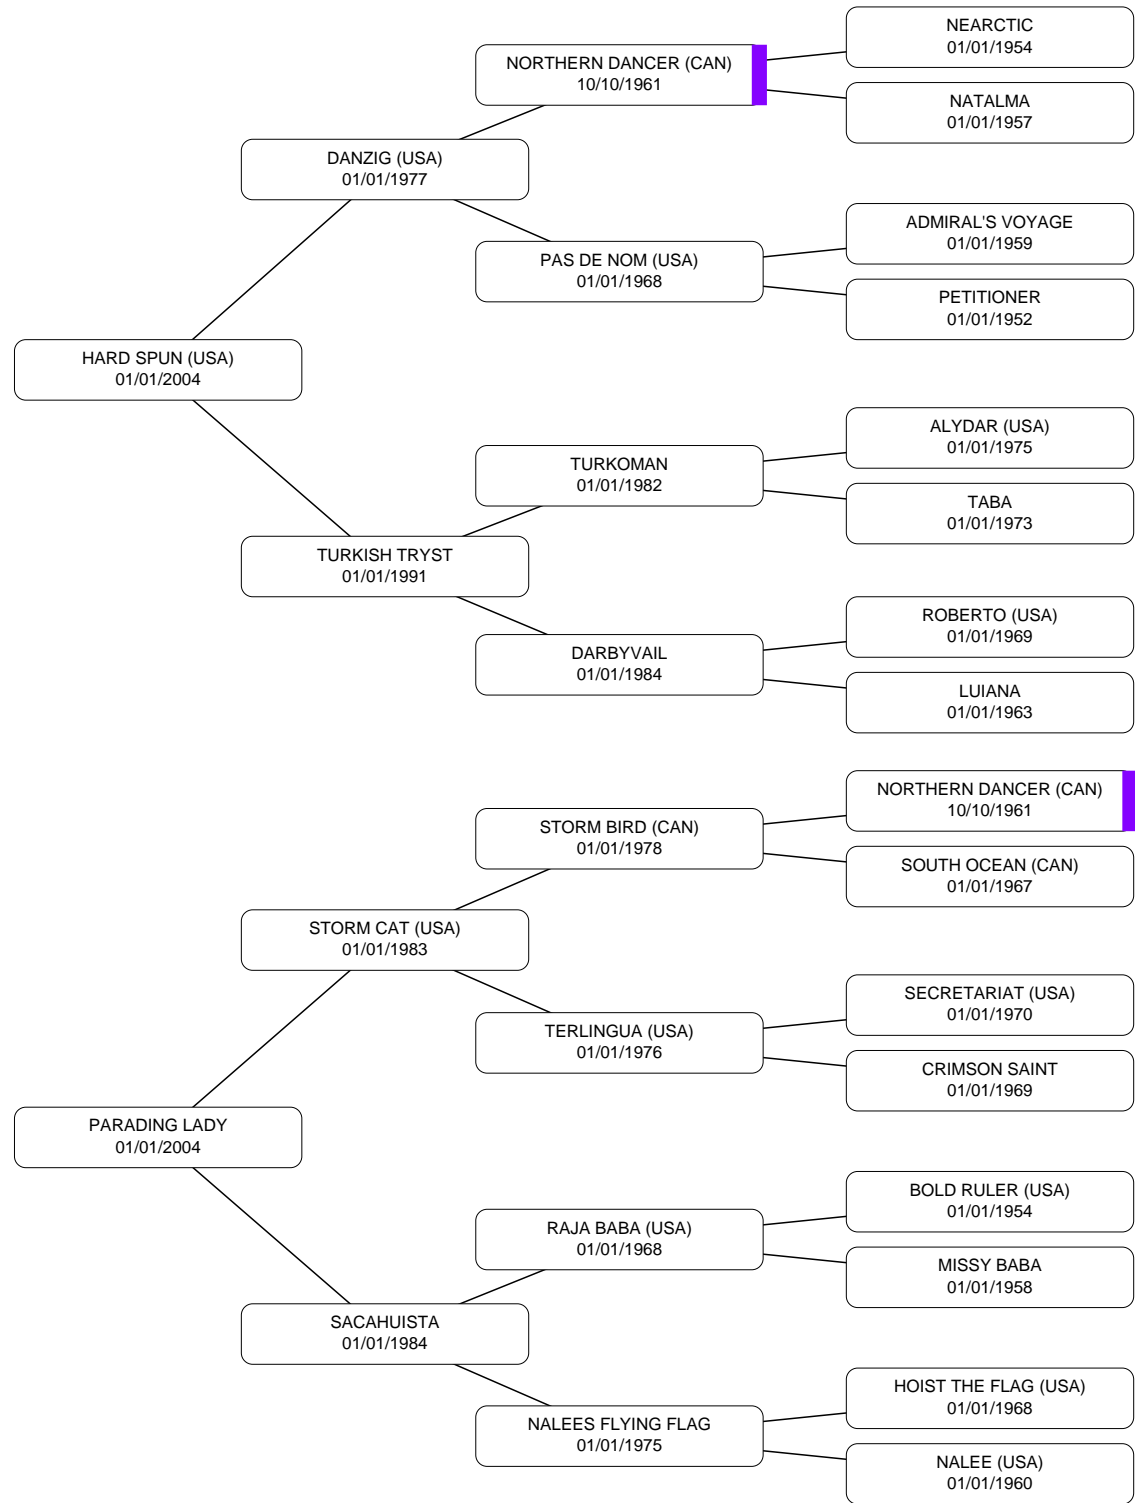 NEARCTIC
01/01/1954
NORTHERN DANCER (CAN)
10/10/1961
NATALMA
01/01/1957
DANZIG (USA)
01/01/1977
ADMIRAL'S VOYAGE
01/01/1959
PAS DE NOM (USA)
01/01/1968
PETITIONER
01/01/1952
HARD SPUN (USA)
01/01/2004
ALYDAR (USA)
01/01/1975
TURKOMAN
01/01/1982
TABA
01/01/1973
TURKISH TRYST
01/01/1991
ROBERTO (USA)
01/01/1969
DARBYVAIL
01/01/1984
LUIANA
01/01/1963
NORTHERN DANCER (CAN)
10/10/1961
STORM BIRD (CAN)
01/01/1978
SOUTH OCEAN (CAN)
01/01/1967
STORM CAT (USA)
01/01/1983
SECRETARIAT (USA)
01/01/1970
TERLINGUA (USA)
01/01/1976
CRIMSON SAINT
01/01/1969
PARADING LADY
01/01/2004
BOLD RULER (USA)
01/01/1954
RAJA BABA (USA)
01/01/1968
MISSY BABA
01/01/1958
SACAHUISTA
01/01/1984
HOIST THE FLAG (USA)
01/01/1968
NALEES FLYING FLAG
01/01/1975
NALEE (USA)
01/01/1960